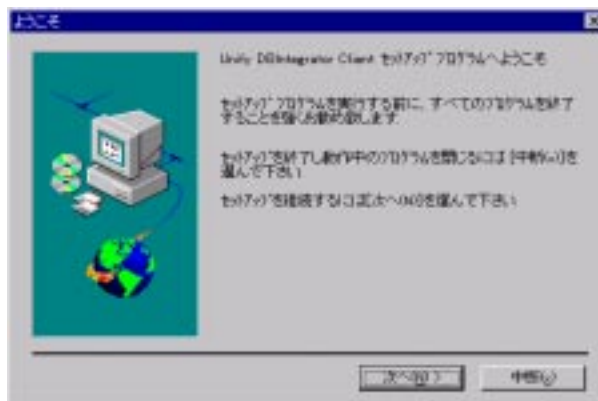 ようこそ
Unify DBIntegrator Client ｾｯﾄｱｯﾌﾟ ﾌﾟﾛｸﾞﾗﾑへようこそ
ｾｯﾄｱｯﾌﾟ ﾌﾟﾛｸﾞﾗﾑを実行する前に、すべてのﾌﾟﾛｸﾞﾗﾑを終了
することを強くお勧め致します
ｾｯﾄｱｯﾌﾟを終了し動作中のﾌﾟﾛｸﾞﾗﾑを閉じるには [中断(a)]を
選んで下さい
ｾｯﾄｱｯﾌﾟを継続するには[次へ(N)]を選んで下さい
次へ(N) >
中断(a)